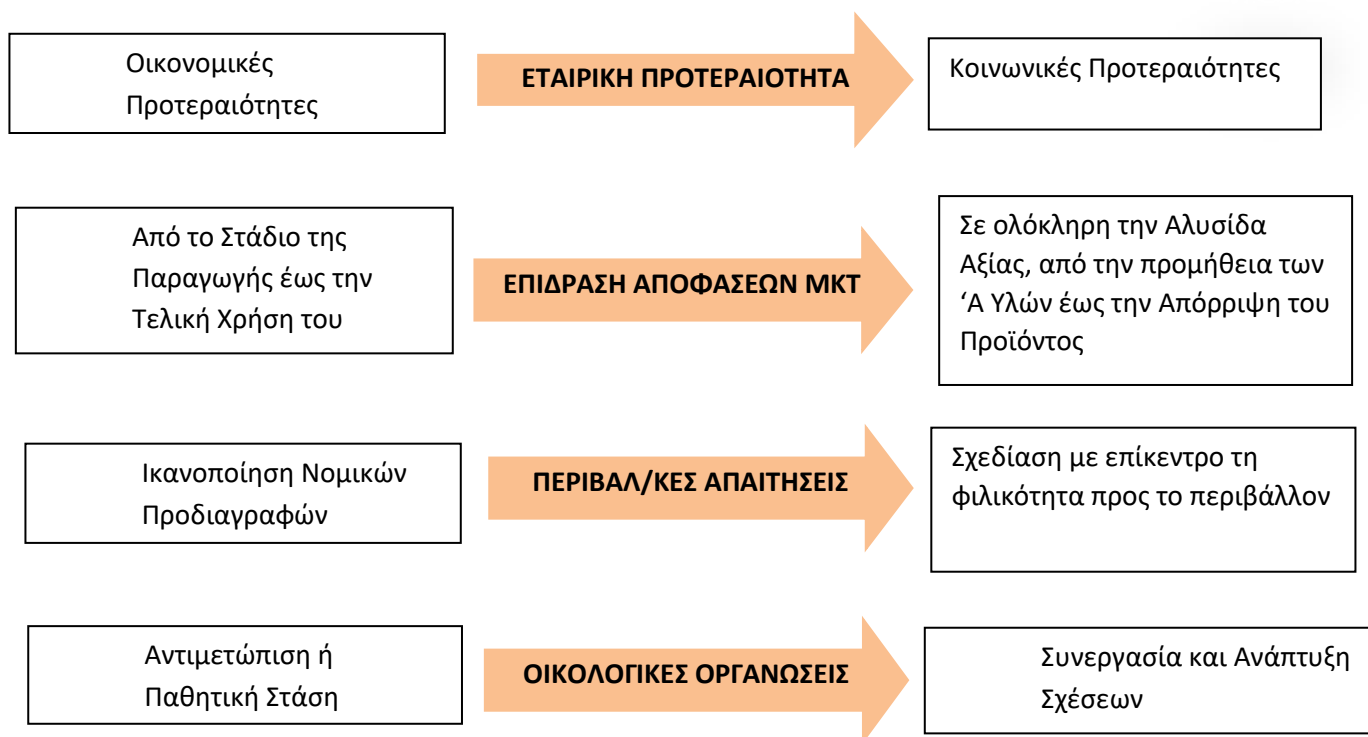 Οικονομικές
Προτεραιότητες
ΕΤΑΙΡΙΚΗ ΠΡΟΤΕΡΑΙΟΤΗΤΑ
Κοινωνικές Προτεραιότητες
Από το Στάδιο της
Παραγωγής έως την
Τελική Χρήση του
ΕΠΙΔΡΑΣΗ ΑΠΟΦΑΣΕΩΝ ΜΚΤ
Σε ολόκληρη την Αλυσίδα
Αξίας, από την προμήθεια των
‘Α Υλών έως την Απόρριψη του
Προϊόντος
Ικανοποίηση Νομικών
Προδιαγραφών
ΠΕΡΙΒΑΛ/ΚΕΣ ΑΠΑΙΤΗΣΕΙΣ
Σχεδίαση με επίκεντρο τη
φιλικότητα προς το περιβάλλον
Αντιμετώπιση ή
Παθητική Στάση
ΟΙΚΟΛΟΓΙΚΕΣ ΟΡΓΑΝΩΣΕΙΣ
Συνεργασία και Ανάπτυξη
Σχέσεων